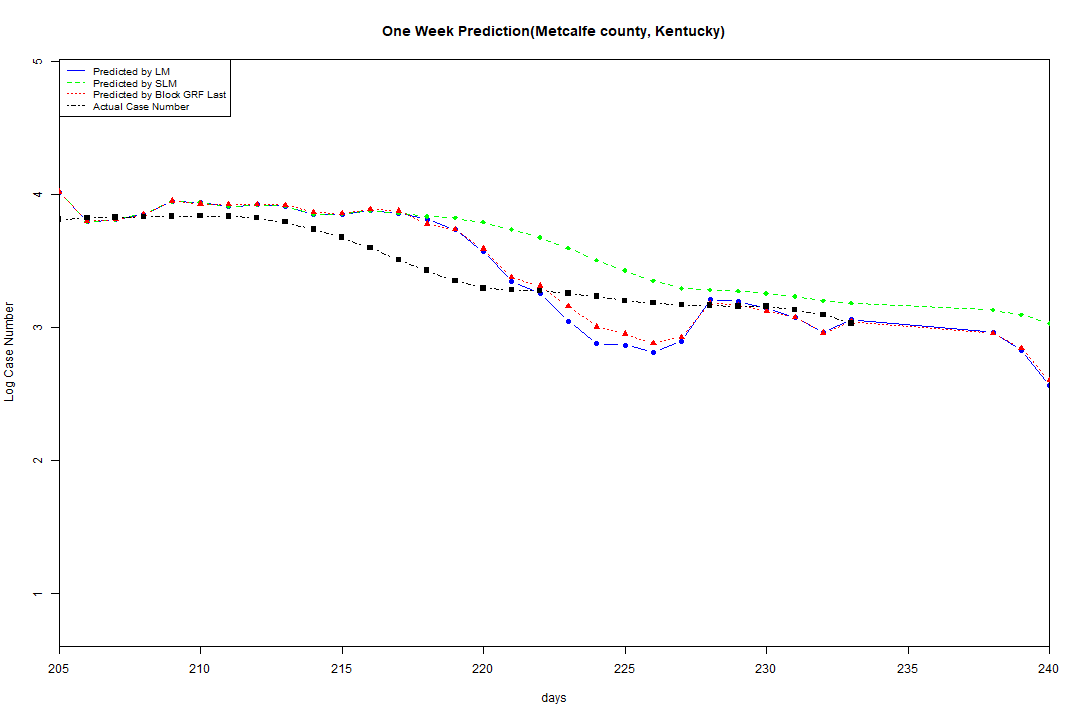 One Week Prediction(Metcalfe county, Kentucky)
5
Predicted by LM
Predicted by SLM
Predicted by Block GRF Last
Actual Case Number
4
3
Log Case Number
2
1
205 210 215 220 225 230 235 240
days